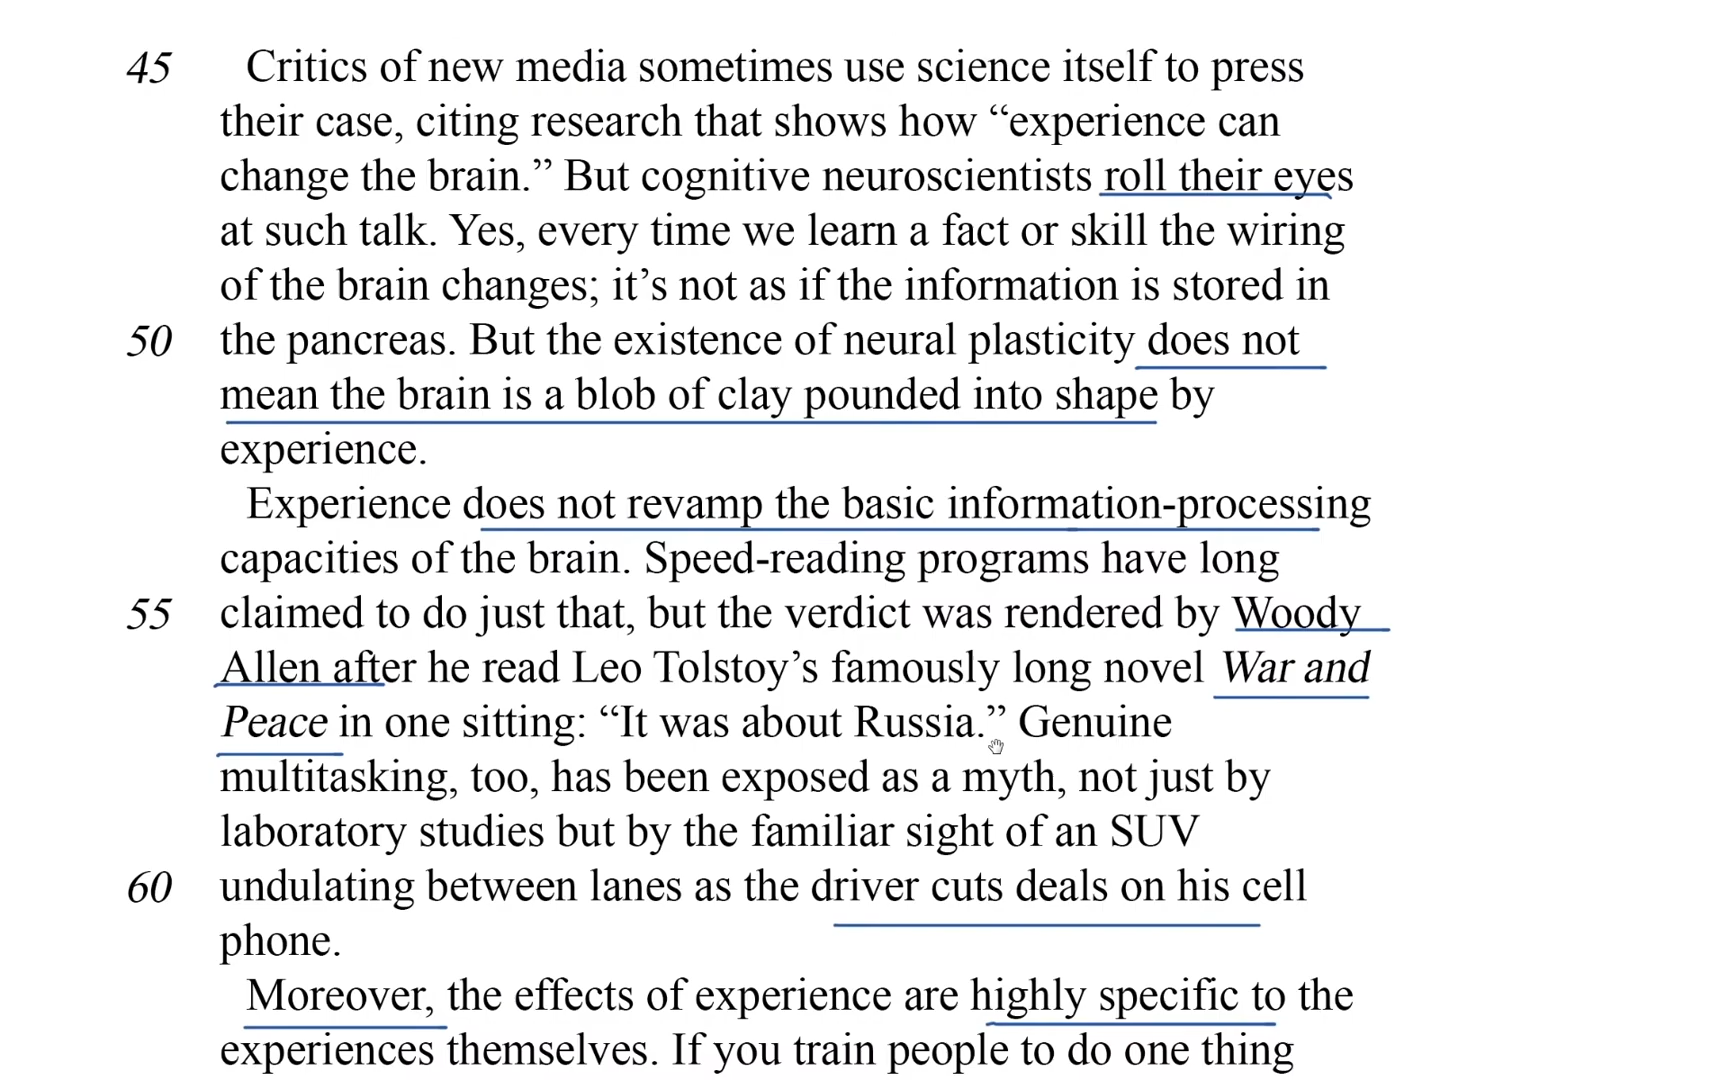 45 Critics of new media sometimes use science itself to press
their case, citing research that shows how “experience can
change the brain.” But cognitive neuroscientists roll their eyes
at such talk. Yes, every time we learn a fact or skill the wiring
of the brain changes; it’s not as if the information is stored in
50 the pancreas. But the existence of neural plasticity does not
mean the brain is a blob of clay pounded into shape by
experience.
Experience does not revamp the basic information-processing
capacities of the brain. Speed-reading programs have long
55 claimed to do just that, but the verdict was rendered by Woody
Allen after he read Leo Tolstoy’s famously long novel War and
Peace in one sitting: “It was about Russia.” Genuine
multitasking, too, has been exposed as a myth, not just by
laboratory studies but by the familiar sight of an SUV
60 undulating between lanes as the driver cuts deals on his cell
phone.
Moreover, the effects of experience are highly specific to the
experiences themselves. If you train people to do one thing